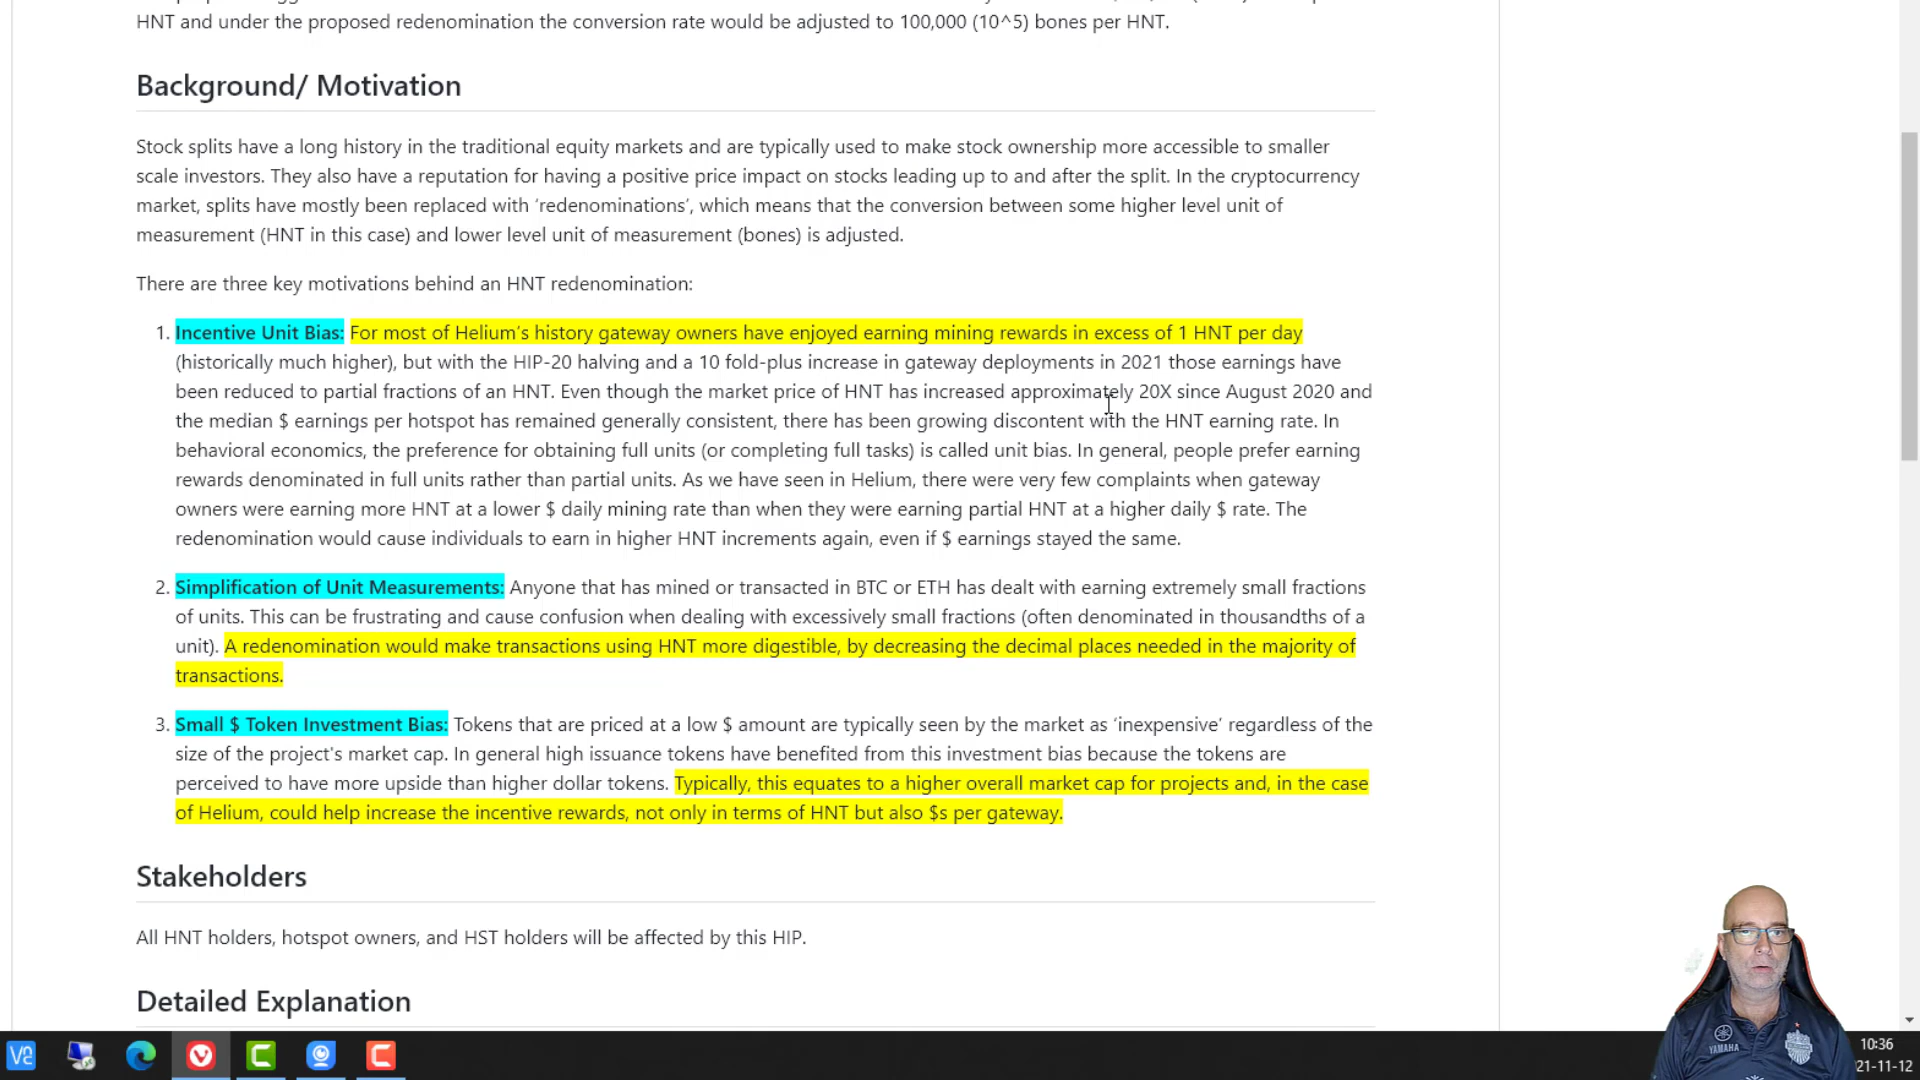 HNT and under the proposed redenomination the conversion rate would be adjusted to 100,000 (10^5) bones per HNT.
Background/ Motivation
Stock splits have a long history in the traditional equity markets and are typically used to make stock ownership more accessible to smaller
scale investors. They also have a reputation for having a positive price impact on stocks leading up to and after the split. In the cryptocurrency
market, splits have mostly been replaced with ‘redenominations’, which means that the conversion between some higher level unit of
measurement (HNT in this case) and lower level unit of measurement (bones) is adjusted.
There are three key motivations behind an HNT redenomination:
1. Incentive Unit Bias: For most of Helium’s history gateway owners have enjoyed earning mining rewards in excess of 1 HNT per day
(historically much higher), but with the HIP-20 halving and a 10 fold-plus increase in gateway deployments in 2021 those earnings have
been reduced to partial fractions of an HNT. Even though the market price of HNT has increased approximately 20X since August 2020 and
the median $ earnings per hotspot has remained generally consistent, there has been growing discontent with the HNT earning rate. In
behavioral economics, the preference for obtaining full units (or completing full tasks) is called unit bias. In general, people prefer earning
rewards denominated in full units rather than partial units. As we have seen in Helium, there were very few complaints when gateway
owners were earning more HNT at a lower $ daily mining rate than when they were earning partial HNT at a higher daily $ rate. The
redenomination would cause individuals to earn in higher HNT increments again, even if $ earnings stayed the same.
2. Simplification of Unit Measurements: Anyone that has mined or transacted in BTC or ETH has dealt with earning extremely small fractions
of units. This can be frustrating and cause confusion when dealing with excessively small fractions (often denominated in thousandths of a
unit). A redenomination would make transactions using HNT more digestible, by decreasing the decimal places needed in the majority of
transactions.
3. Small $ Token Investment Bias: Tokens that are priced at a low $ amount are typically seen by the market as ‘inexpensive’ regardless of the
size of the project's market cap. In general high issuance tokens have benefited from this investment bias because the tokens are
perceived to have more upside than higher dollar tokens. Typically, this equates to a higher overall market cap for projects and, in the case
of Helium, could help increase the incentive rewards, not only in terms of HNT but also $s per gateway.
Stakeholders
All HNT holders, hotspot owners, and HST holders will be affected by this HIP.
Detailed Explanation
YAMAHA
10:36
21-11-12